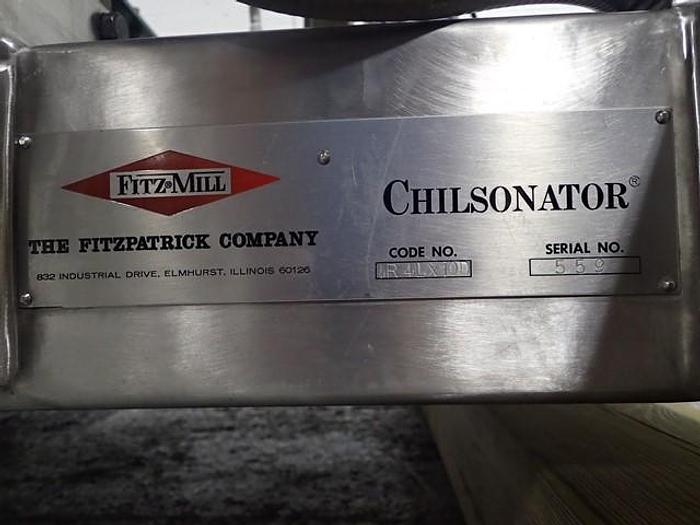 FITZ®MILL
THE FITZPATRICK COMPANY
832 INDUSTRIAL DRIVE, ELMHURST, ILLINOIS 60126
CHILSONATOR®
CODE NO.
SERIAL NO.
559